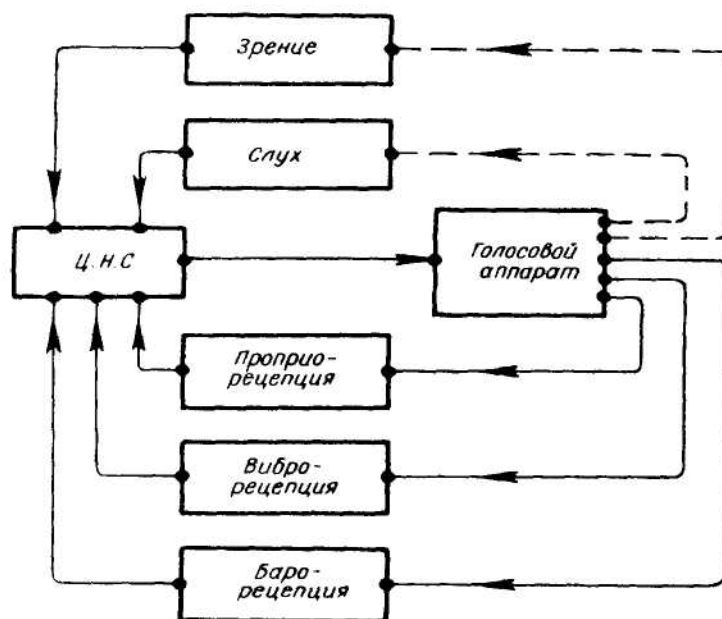 Зрение
Слух
Ц.Н.С
Голосовой
аппарат
Проприо-
рецепция
Вибро-
рецепция
Баро-
рецепция